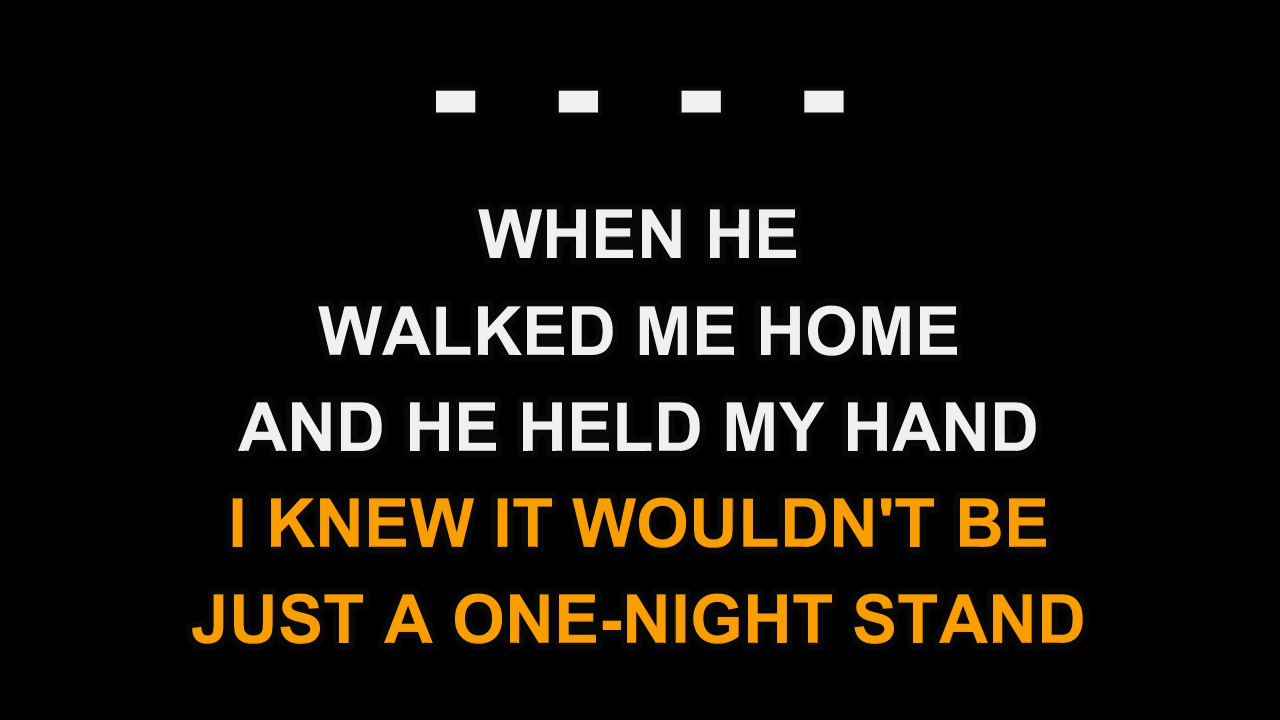 - - - -
WHEN HE
WALKED ME HOME
AND HE HELD MY HAND
I KNEW IT WOULDN'T BE
JUST A ONE-NIGHT STAND